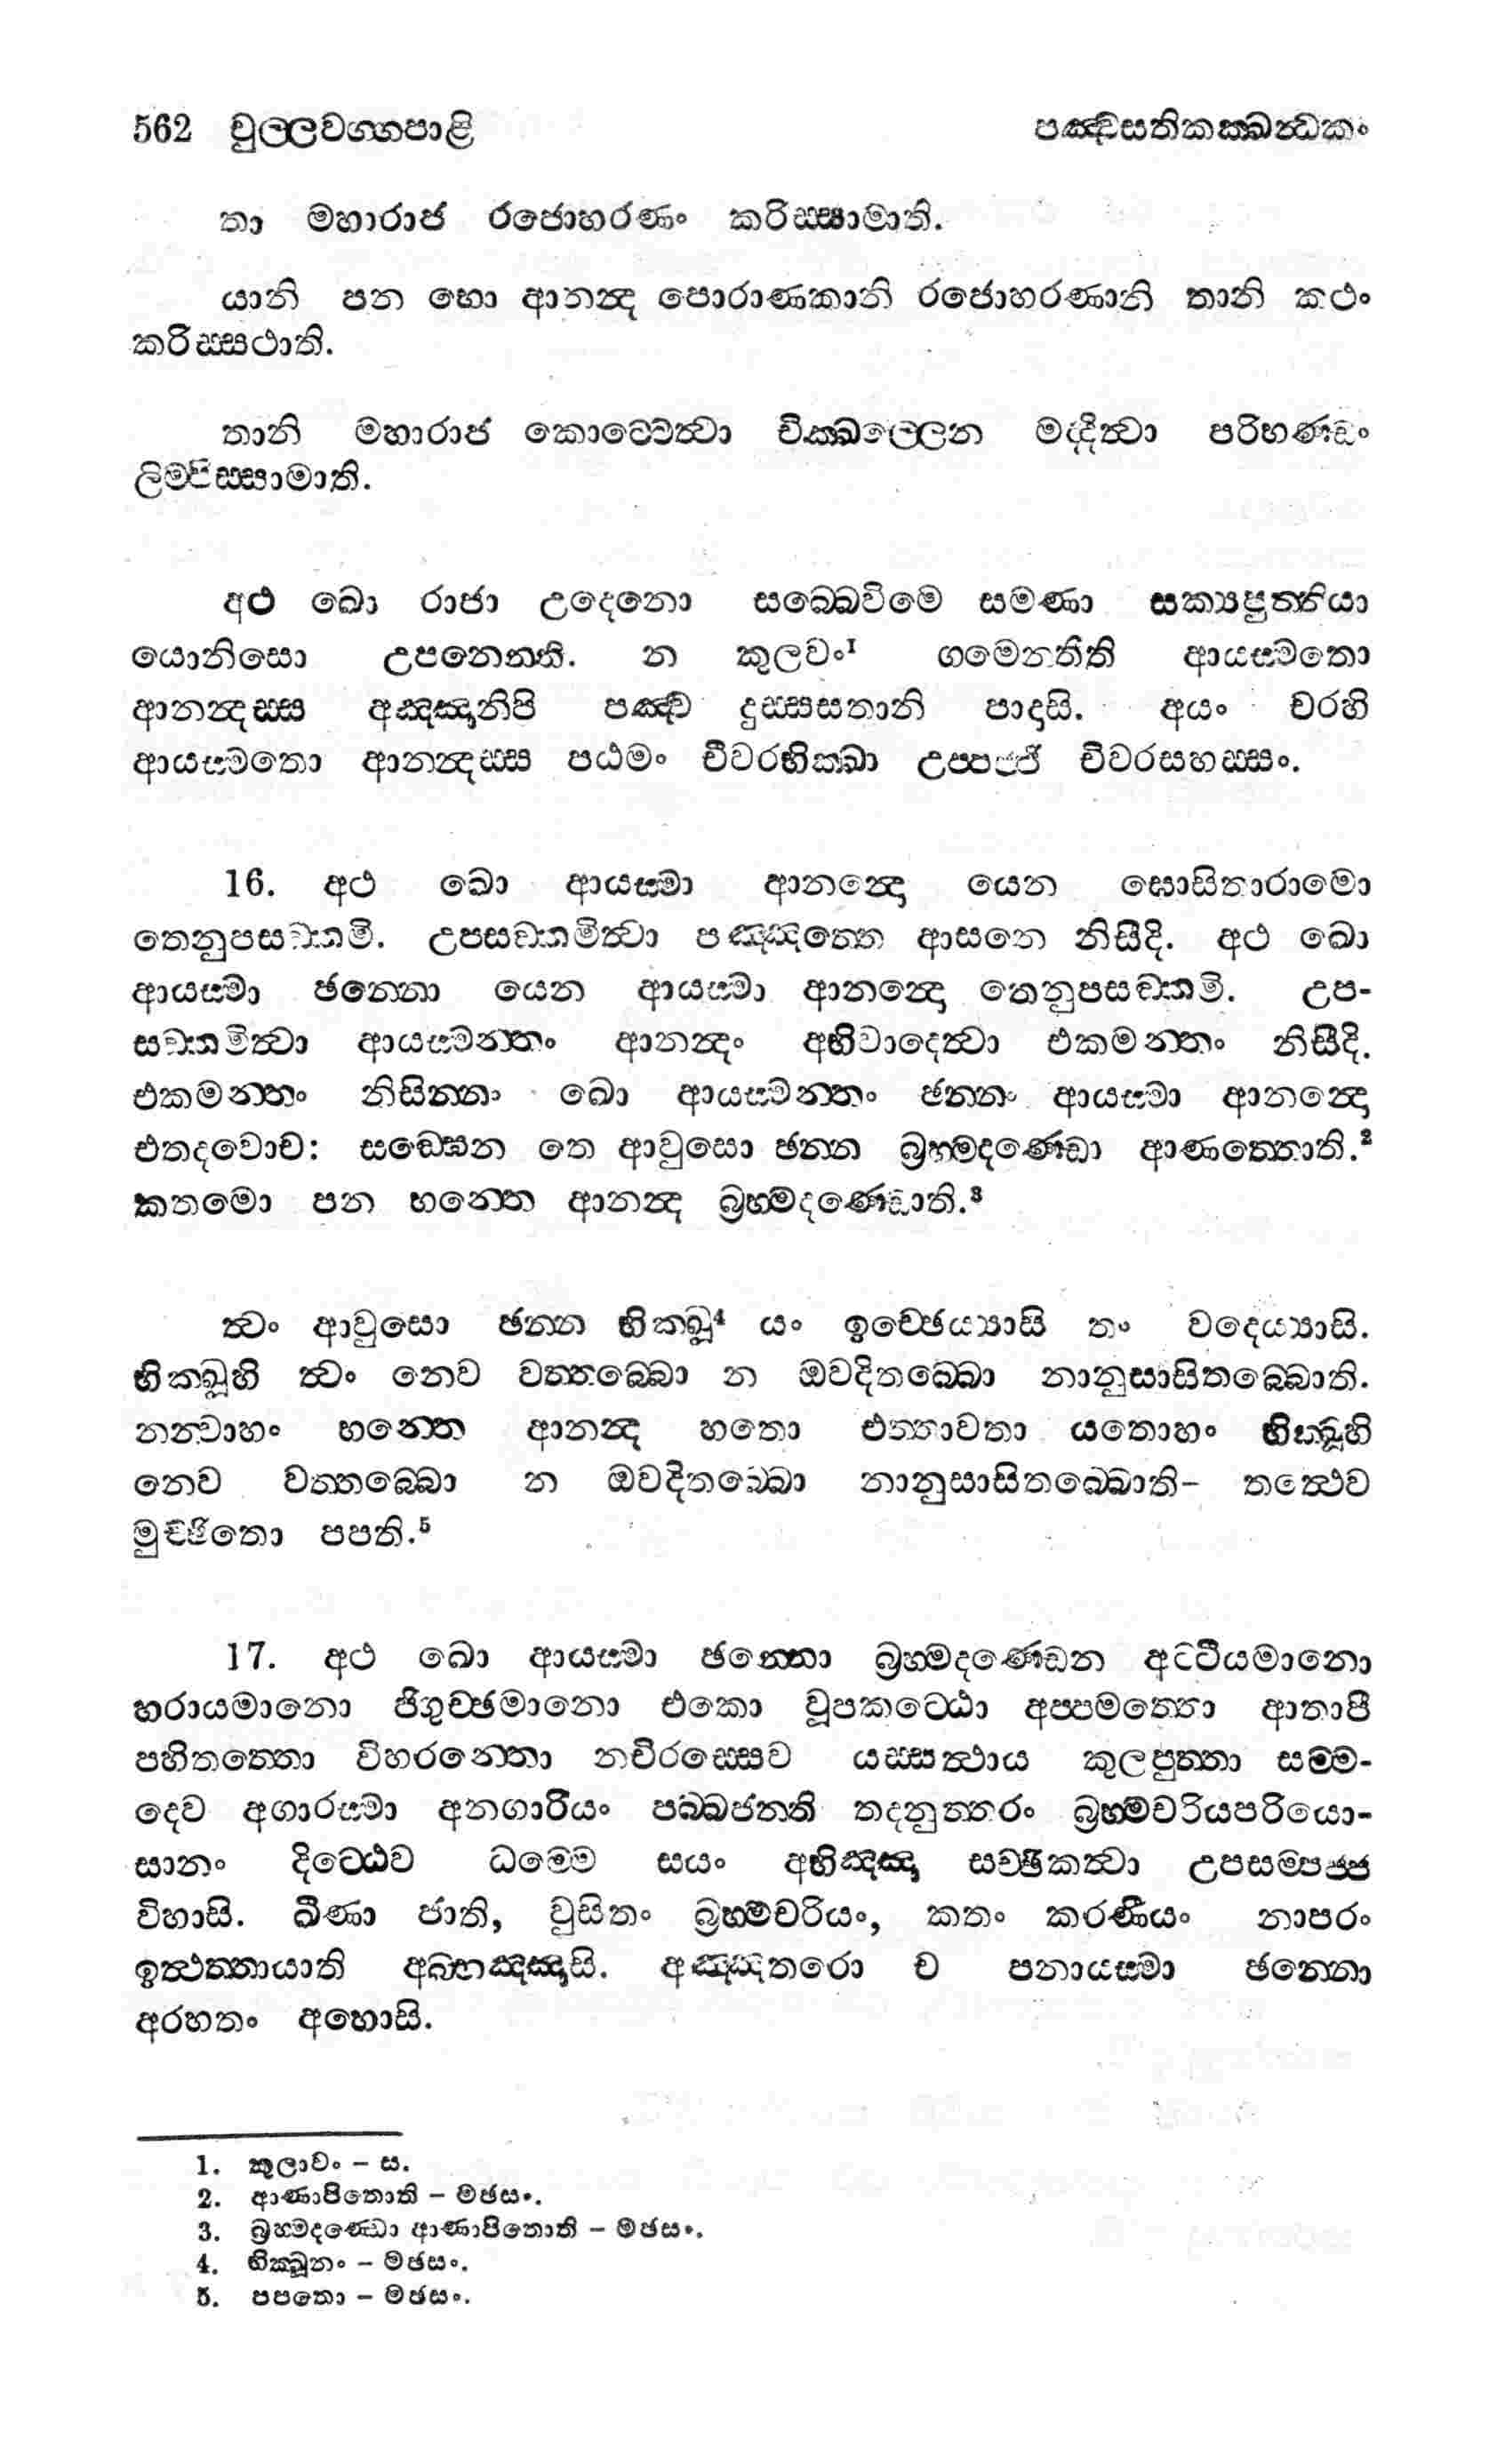 562 චුල්ලවග්ගපාළි පඤ්චසතිකක්ඛන්ධකං
තා මහාරාජ රජොහරණං කරිස්සාමාති.
යානි පන භො ආනන්ද පොරාණකානි රජොහරණානි තානි කථං
කරිස්සථාති.
තානි මහාරාජ කොට්ටෙත්වා චික්ඛල්ලෙන මද්දිත්වා පරිභණ්ඩං
ලිම්පිස්සාමාති.
අථ ඛො රාජා උදෙනො සබ්බෙවිමෙ සමණා සක්‍යපුත්තියා
යොනිසො උපනෙන්ති. න කුලවං¹ ගමෙන්තීති ආයස්මතො
ආනන්දස්ස අඤ්ඤානිපි පඤ්ච දුස්සසතානි පාදාසි. අයං චරහි
ආයස්මතො ආනන්දස්ස පඨමං චීවරභික්ඛා උප්පජ්ජි චීවරසහස්සං.
16. අථ ඛො ආයස්මා ආනන්දො යෙන ඝොසිතාරාමො
තෙනුපසඞ්කමි. උපසඞ්කමිත්වා පඤ්ඤත්තෙ ආසනෙ නිසීදි. අථ ඛො
ආයස්මා ඡන්නො යෙන ආයස්මා ආනන්දො තෙනුපසඞ්කමි. උප-
සඞ්කමිත්වා ආයස්මන්තං ආනන්දං අභිවාදෙත්වා එකමන්තං නිසීදි.
එකමන්තං නිසින්නං ඛො ආයස්මන්තං ඡන්නං ආයස්මා ආනන්දො
එතදවොච: සඞ්ඝෙන තෙ ආවුසො ඡන්න බ්‍රහ්මදණ්ඩො ආණත්තොති.²
කතමො පන භන්තෙ ආනන්ද බ්‍රහ්මදණ්ඩොති.³
ත්වං ආවුසො ඡන්න භික්ඛූ⁴ යං ඉච්ඡෙය්‍යාසි තං වදෙය්‍යාසි.
භික්ඛූහි ත්වං නෙව වත්තබ්බො න ඔවදිතබ්බො නානුසාසිතබ්බොති.
නන්වාහං භන්තෙ ආනන්ද හතො එත්තාවතා යතොහං භික්ඛූහි
නෙව වත්තබ්බො න ඔවදිතබ්බො නානුසාසිතබ්බොති- තත්ථෙව
මුච්ඡිතො පපති.⁵
17. අථ ඛො ආයස්මා ඡන්නො බ්‍රහ්මදණ්ඩෙන අට්ටීයමානො
හරායමානො ජිගුච්ඡමානො එකො වූපකට්ඨො අප්පමත්තො ආතාපී
පහිතත්තො විහරන්තො නචිරස්සෙව යස්සත්ථාය කුලපුත්තා සම්ම-
දෙව අගාරස්මා අනගාරියං පබ්බජන්ති තදනුත්තරං බ්‍රහ්මචරියපරියො-
සානං දිට්ඨෙව ධම්මෙ සයං අභිඤ්ඤා සච්ඡිකත්වා උපසම්පජ්ජ
විහාසි. ඛීණා ජාති, වුසිතං බ්‍රහ්මචරියං, කතං කරණීයං නාපරං
ඉත්ථත්තායාති අබ්භඤ්ඤාසි. අඤ්ඤතරො ච පනායස්මා ඡන්නො
අරහතං අහොසි.
1. කුලාවං – ස.
2. ආණාපිතොති – මඡසං.
3. බ්‍රහ්මදණ්ඩො ආණාපිතොති – මඡසං.
4. භික්ඛූනං – මඡසං.
5. පපතො – මඡසං.